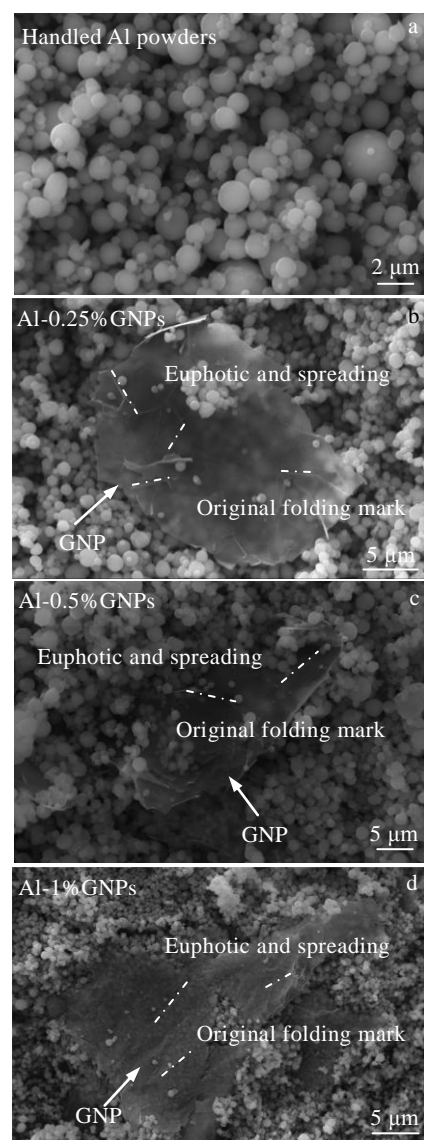 Handled Al powders
a
2 μm
Al-0.25%GNPs
b
Euphotic and spreading
Original folding mark
GNP
5 μm
Al-0.5%GNPs
c
Euphotic and spreading
Original folding mark
GNP
5 μm
Al-1%GNPs
d
Euphotic and spreading
Original folding mark
GNP
5 μm